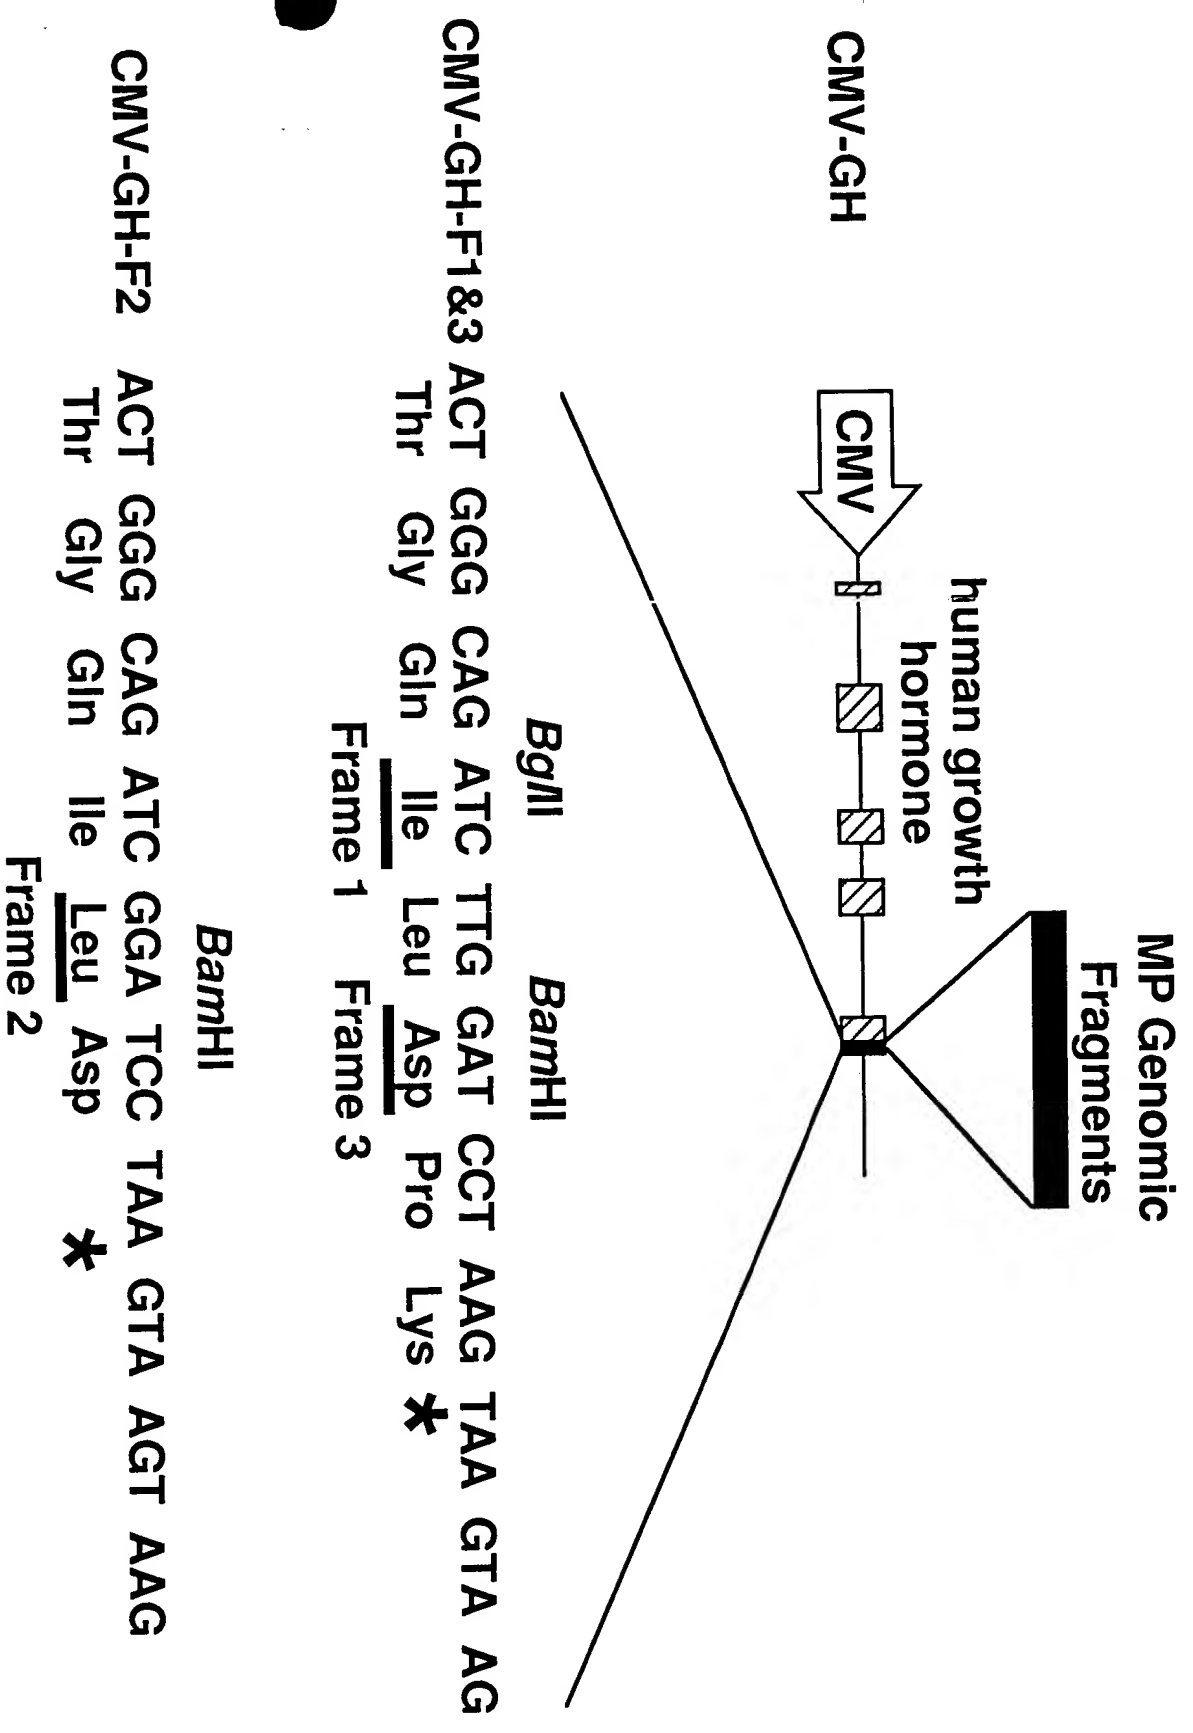 MP Genomic
Fragments
human growth
hormone
CMV-GH
CMV
BglII BamHI
CMV-GH-F1&3 ACT GGG CAG ATC TTG GAT CCT AAG TAA GTA AG
Thr Gly Gln Ile Leu Asp Pro Lys *
Frame 1 Frame 3
BamHI
CMV-GH-F2 ACT GGG CAG ATC GGA TCC TAA GTA AGT AAG
Thr Gly Gln Ile Leu Asp *
Frame 2